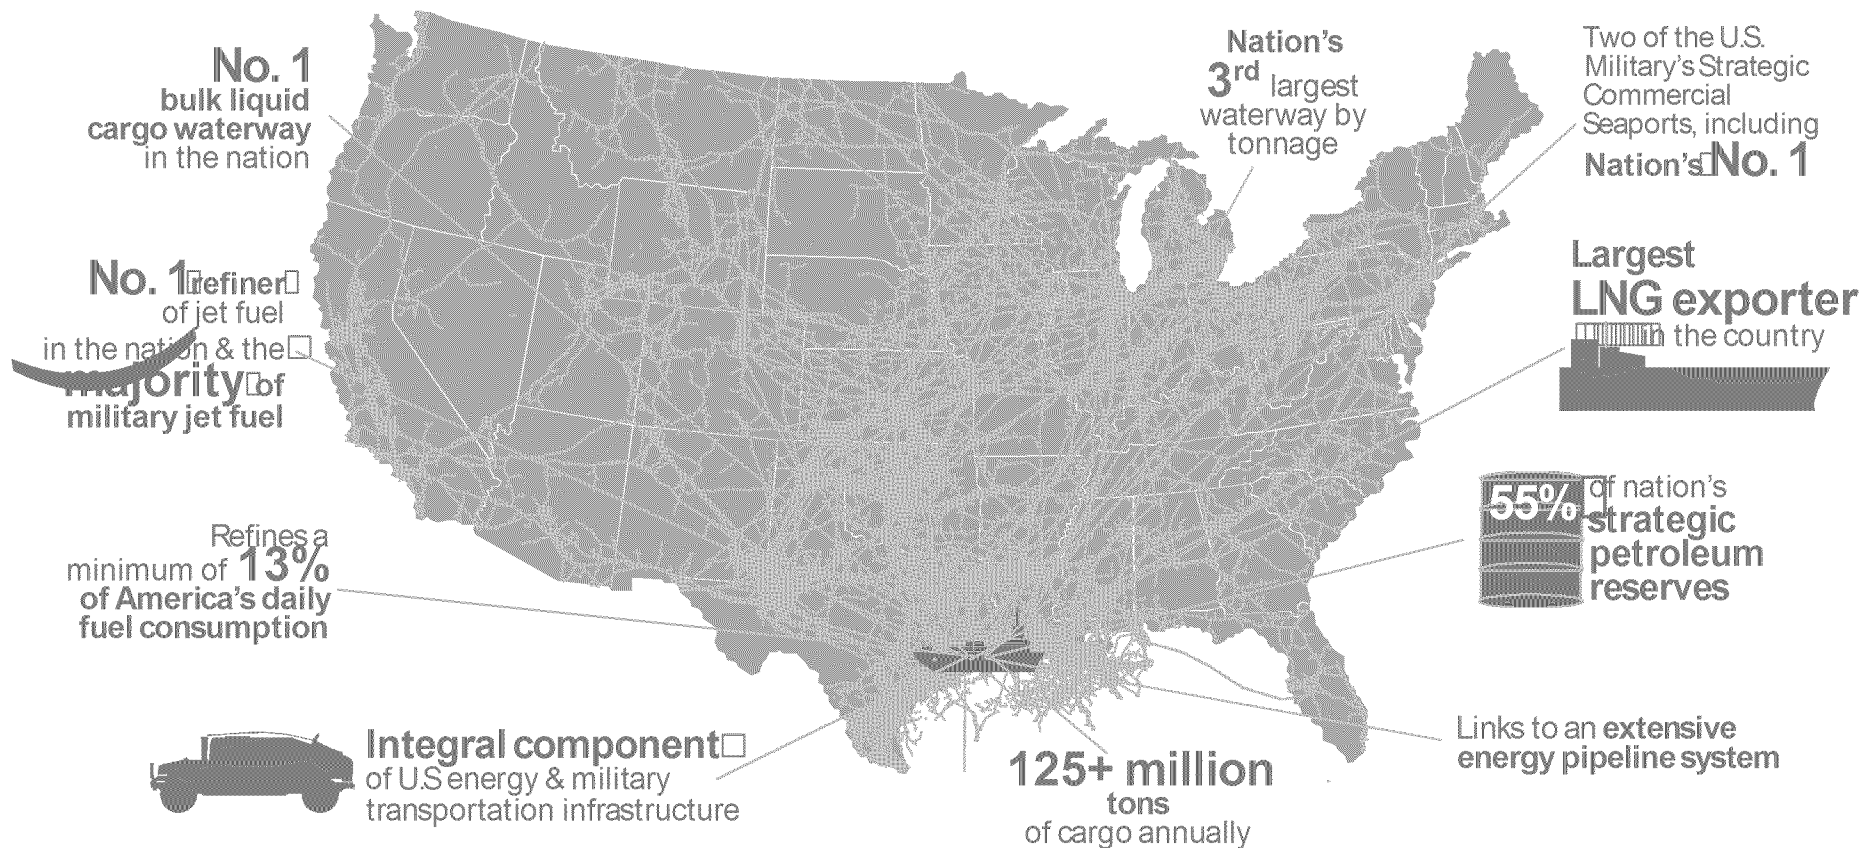 No. 1
bulk liquid
cargo waterway
in the nation
Nation's
3rd largest
waterway by
tonnage
Two of the U.S.
Military's Strategic
Commercial
Seaports, including
Nation's No. 1
No. 1 refiner
of jet fuel
in the nation & the
majority of
military jet fuel
Largest
LNG exporter
in the country
55% of nation's
strategic
petroleum
reserves
Refines a
minimum of 13%
of America's daily
fuel consumption
Integral component
of U.S energy & military
transportation infrastructure
125+ million
tons
of cargo annually
Links to an extensive
energy pipeline system